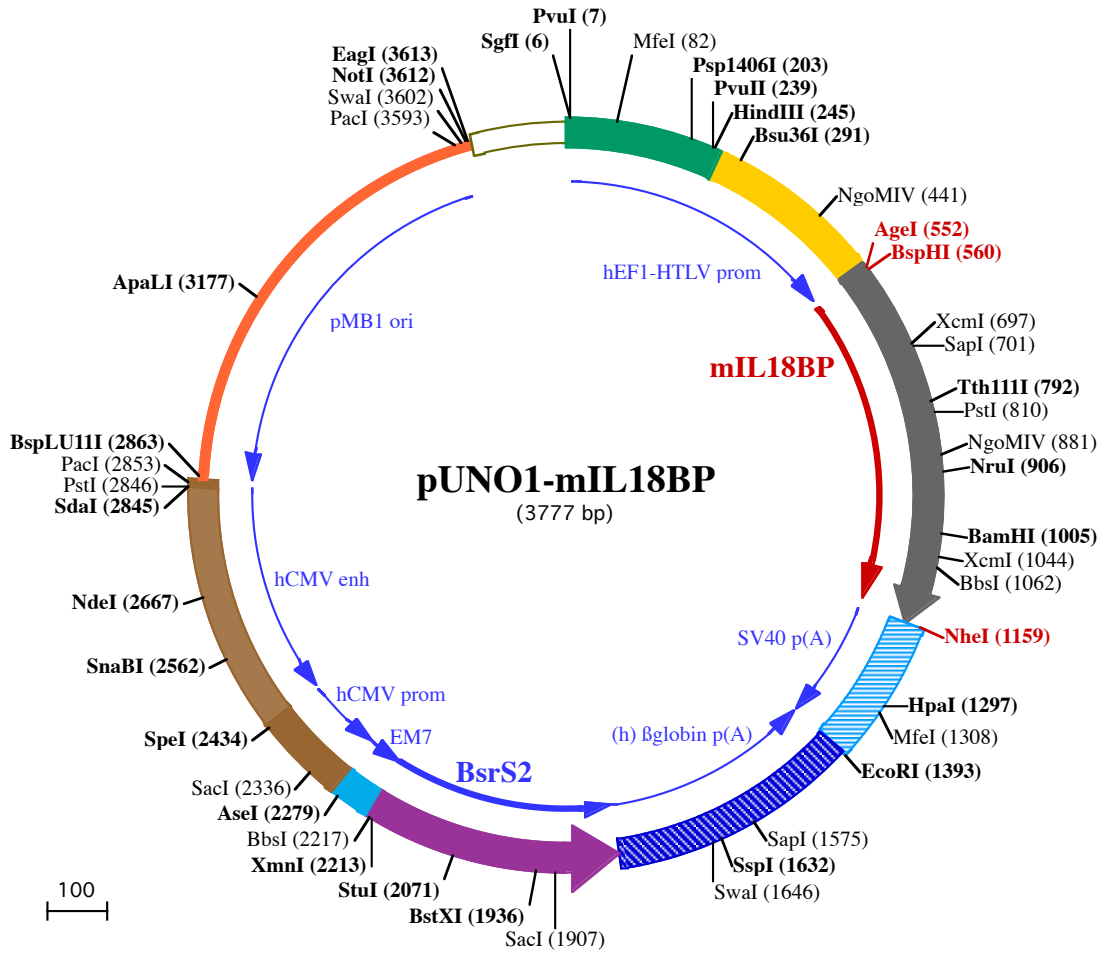 PvuI (7)
SgfI (6)
MfeI (82)
Psp1406I (203)
PvuII (239)
HindIII (245)
Bsu36I (291)
NgoMIV (441)
AgeI (552)
BspHI (560)
XcmI (697)
SapI (701)
Tth111I (792)
PstI (810)
NgoMIV (881)
NruI (906)
BamHI (1005)
XcmI (1044)
BbsI (1062)
NheI (1159)
HpaI (1297)
MfeI (1308)
EcoRI (1393)
SapI (1575)
SspI (1632)
SwaI (1646)
SacI (1907)
BstXI (1936)
StuI (2071)
XmnI (2213)
BbsI (2217)
AseI (2279)
SacI (2336)
SpeI (2434)
SnaBI (2562)
NdeI (2667)
SdaI (2845)
PstI (2846)
PacI (2853)
BspLU11I (2863)
ApaLI (3177)
PacI (3593)
SwaI (3602)
NotI (3612)
EagI (3613)
hEF1-HTLV prom
mIL18BP
SV40 p(A)
(h) ßglobin p(A)
BsrS2
EM7
hCMV prom
hCMV enh
pMB1 ori
pUNO1-mIL18BP
(3777 bp)
100